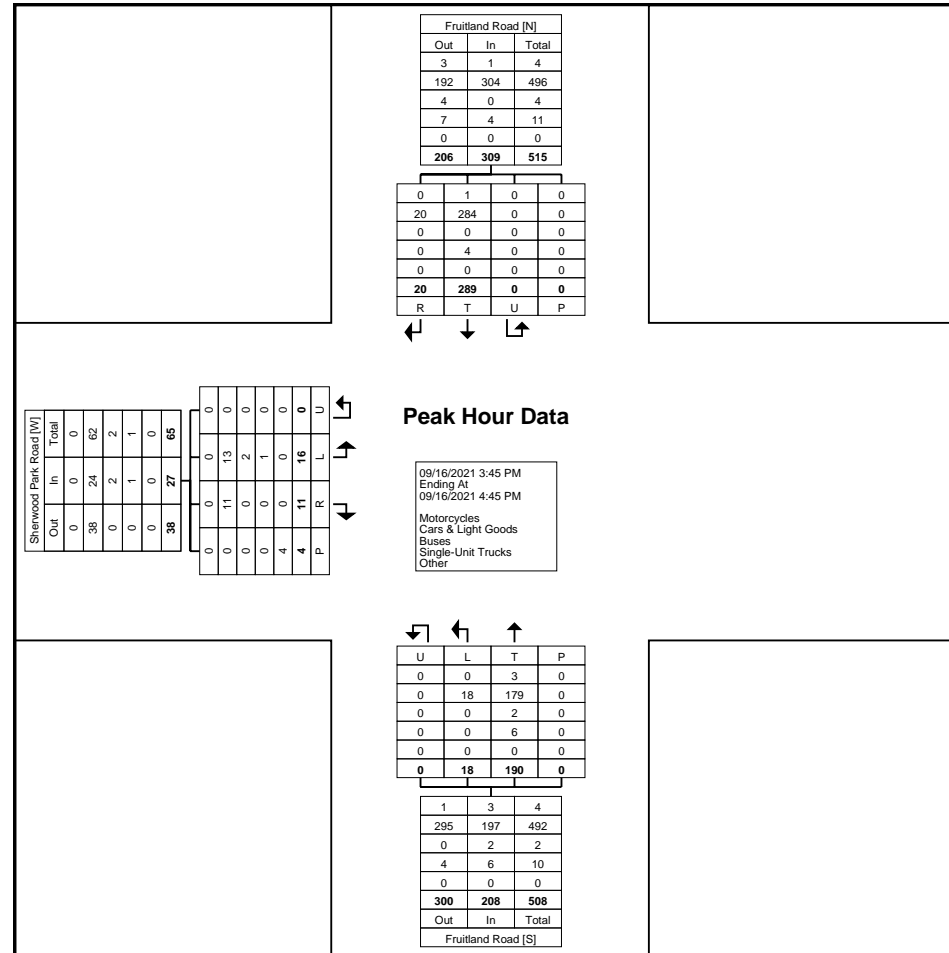 Fruitland Road [N]
Out In Total
3 1 4
192 304 496
4 0 4
7 4 11
0 0 0
206 309 515
0 1 0 0
20 284 0 0
0 0 0 0
0 4 0 0
0 0 0 0
20 289 0 0
R T U P
Sherwood Park Road [W]
Total 0 62 2 1 0 65
In 0 24 2 1 0 27
Out 0 38 0 0 0 38
0 0 0 0 0 0 U
0 13 2 1 0 16 L
0 11 0 0 0 11 R
0 0 0 0 4 4 P
Peak Hour Data
09/16/2021 3:45 PM
Ending At
09/16/2021 4:45 PM
Motorcycles
Cars & Light Goods
Buses
Single-Unit Trucks
Other
U L T P
0 0 3 0
0 18 179 0
0 0 2 0
0 0 6 0
0 0 0 0
0 18 190 0
1 3 4
295 197 492
0 2 2
4 6 10
0 0 0
300 208 508
Out In Total
Fruitland Road [S]